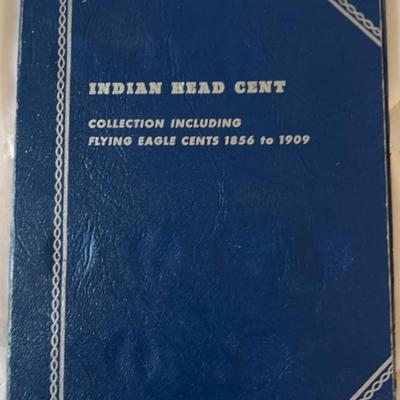 INDIAN HEAD CENT
COLLECTION INCLUDING
FLYING EAGLE CENTS 1856 to 1909